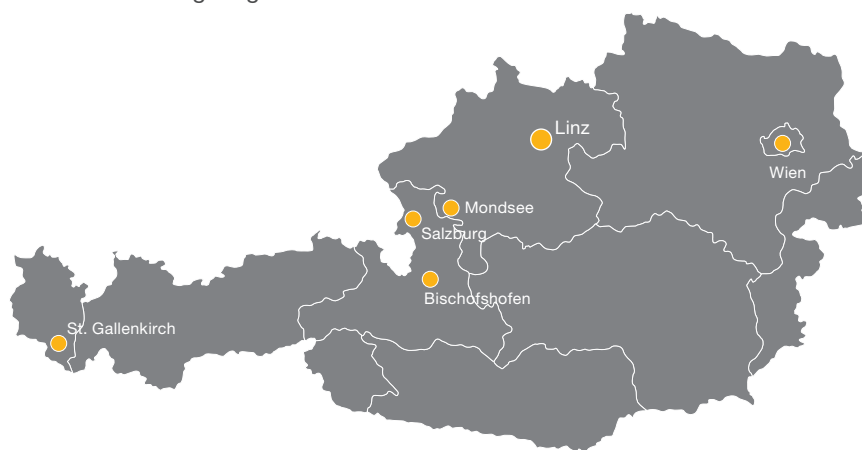 Linz
Wien
Mondsee
Salzburg
Bischofshofen
St. Gallenkirch